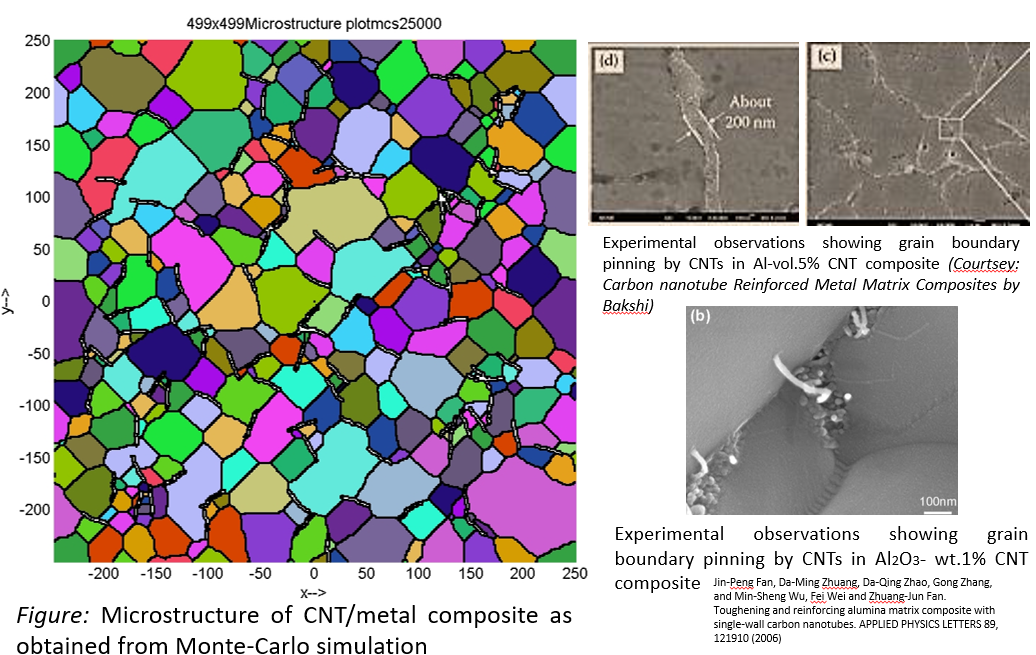 499x499Microstructure plotmcs25000
250
200
150
100
50
0
-50
-100
-150
-200
y-->
-200 -150 -100 -50 0 50 100 150 200 250
x-->
Figure: Microstructure of CNT/metal composite as
obtained from Monte-Carlo simulation
(d)
About
200 nm
(c)
Experimental observations showing grain boundary
pinning by CNTs in Al-vol.5% CNT composite (Courtsey:
Carbon nanotube Reinforced Metal Matrix Composites by
Bakshi)
(b)
100nm
Experimental observations showing grain
boundary pinning by CNTs in Al2O3- wt.1% CNT
composite
Jin-Peng Fan, Da-Ming Zhuang, Da-Qing Zhao, Gong Zhang,
and Min-Sheng Wu, Fei Wei and Zhuang-Jun Fan.
Toughening and reinforcing alumina matrix composite with
single-wall carbon nanotubes. APPLIED PHYSICS LETTERS 89,
121910 (2006)